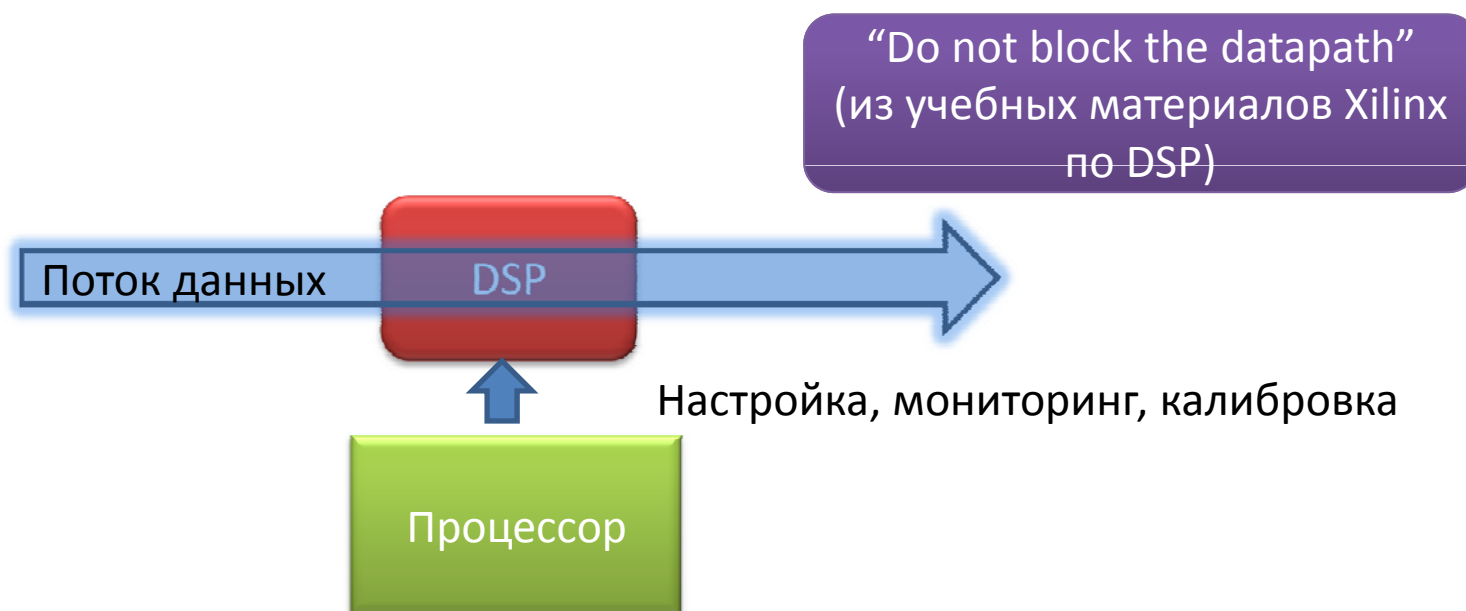 “Do not block the datapath”
(из учебных материалов Xilinx
по DSP)
Поток данных
DSP
Настройка, мониторинг, калибровка
Процессор